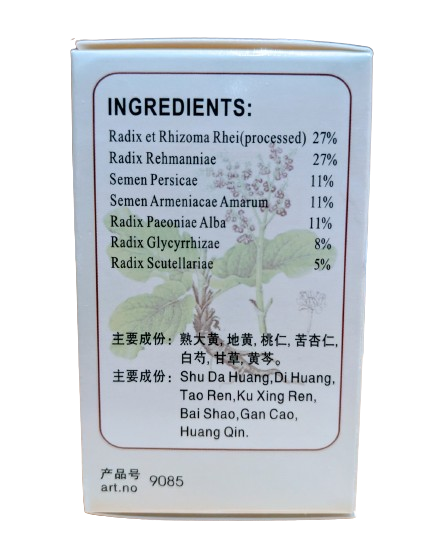 INGREDIENTS:
Radix et Rhizoma Rhei(processed) 27%
Radix Rehmanniae 27%
Semen Persicae 11%
Semen Armeniacae Amarum 11%
Radix Paeoniae Alba 11%
Radix Glycyrrhizae 8%
Radix Scutellariae 5%
主要成份：熟大黄, 地黄, 桃仁, 苦杏仁,
白芍, 甘草, 黄芩。
主要成份：Shu Da Huang,Di Huang,
Tao Ren,Ku Xing Ren,
Bai Shao,Gan Cao,
Huang Qin.
产品号
art.no 9085